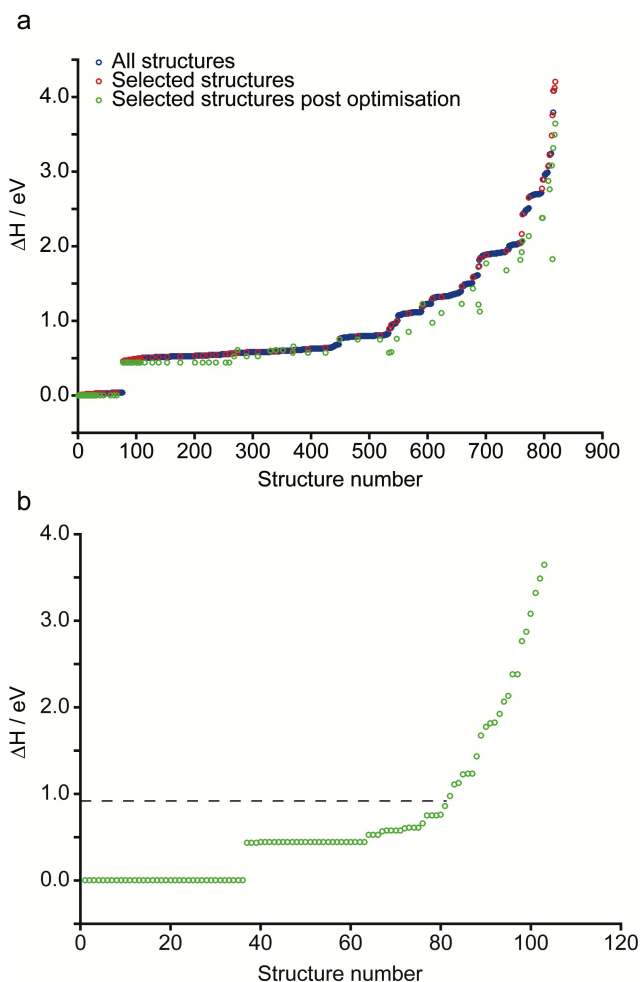 a
All structures
Selected structures
Selected structures post optimisation
4.0
3.0
2.0
1.0
0.0
ΔH / eV
0 100 200 300 400 500 600 700 800 900
Structure number
b
4.0
3.0
2.0
1.0
0.0
ΔH / eV
0 20 40 60 80 100 120
Structure number